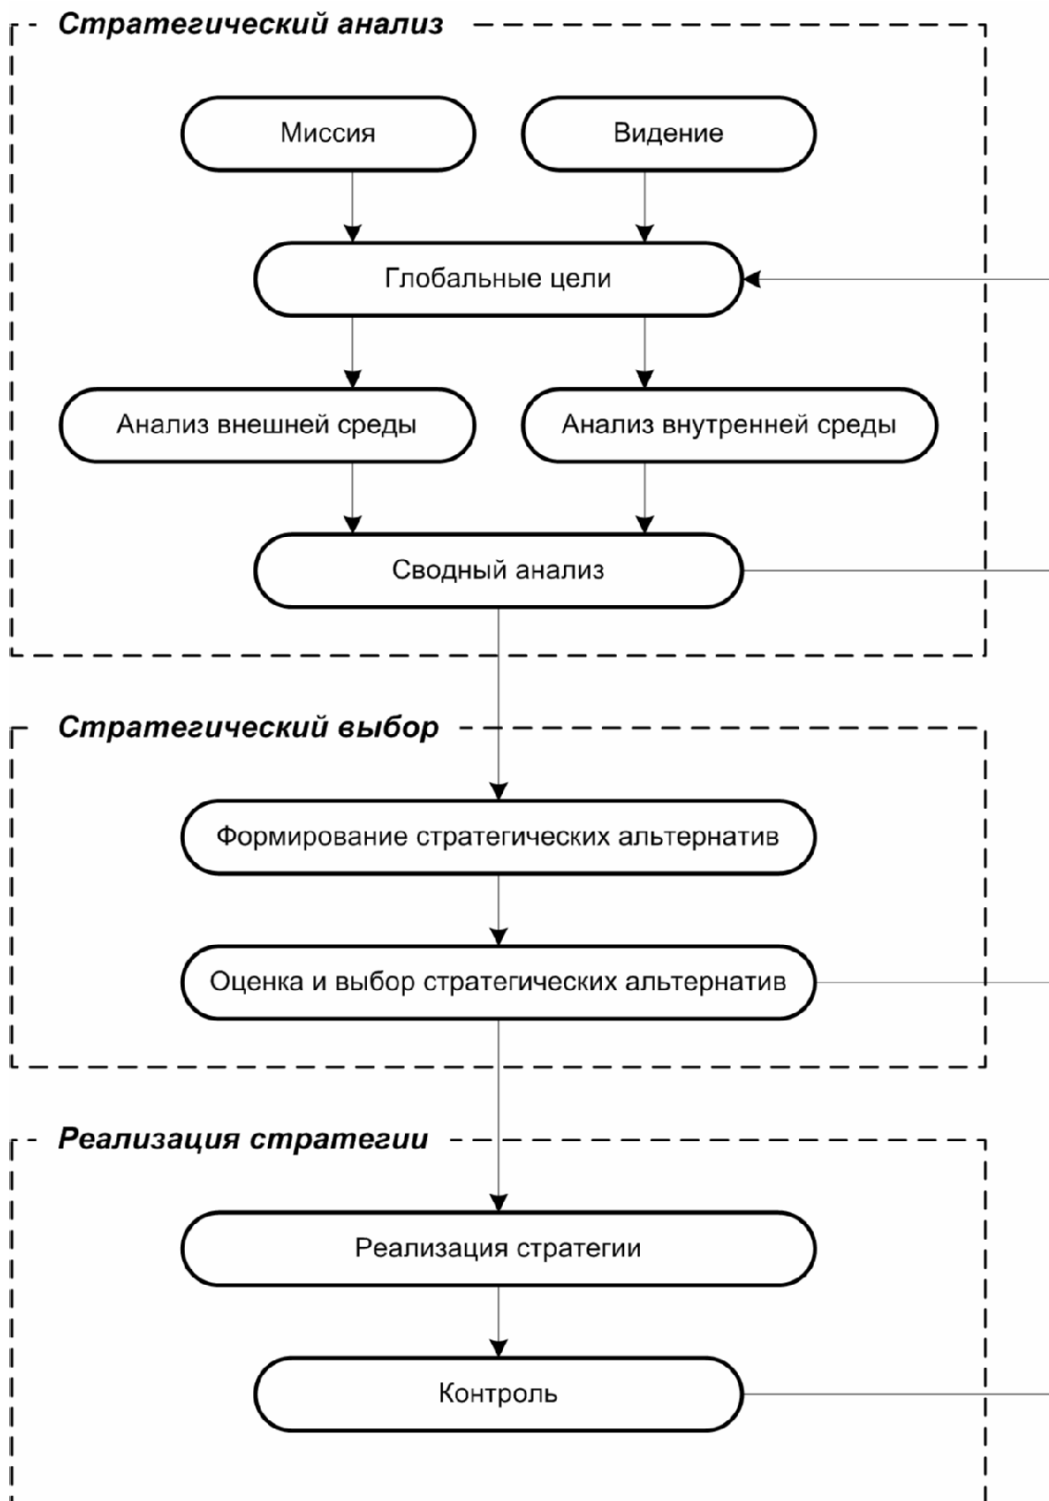 Стратегический анализ
Миссия
Видение
Глобальные цели
Анализ внешней среды
Анализ внутренней среды
Сводный анализ
Стратегический выбор
Формирование стратегических альтернатив
Оценка и выбор стратегических альтернатив
Реализация стратегии
Реализация стратегии
Контроль